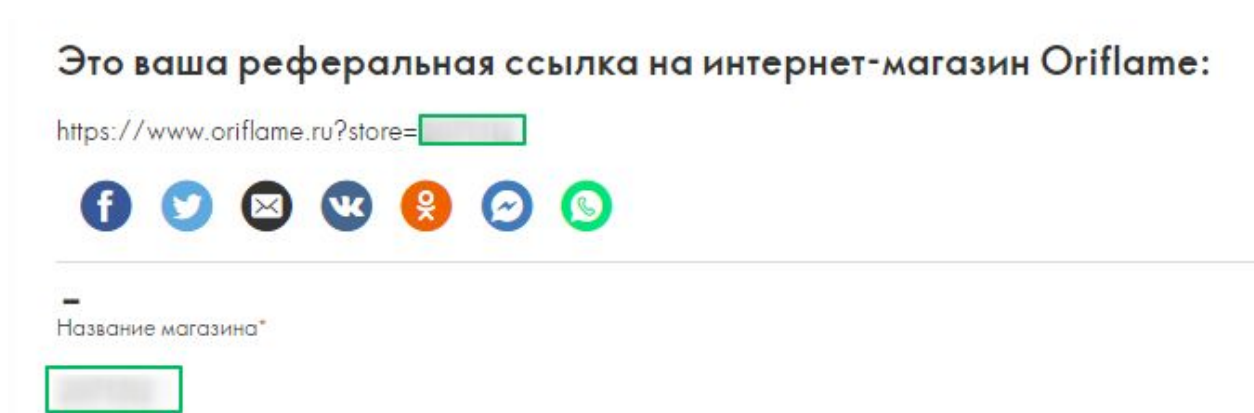 Это ваша реферальная ссылка на интернет-магазин Oriflame:
https://www.oriflame.ru?store=
Название магазина*